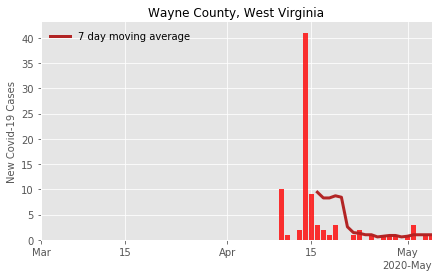 Wayne County, West Virginia
7 day moving average
New Covid-19 Cases
40
35
30
25
20
15
10
5
0
Mar
15
Apr
15
May
2020-May